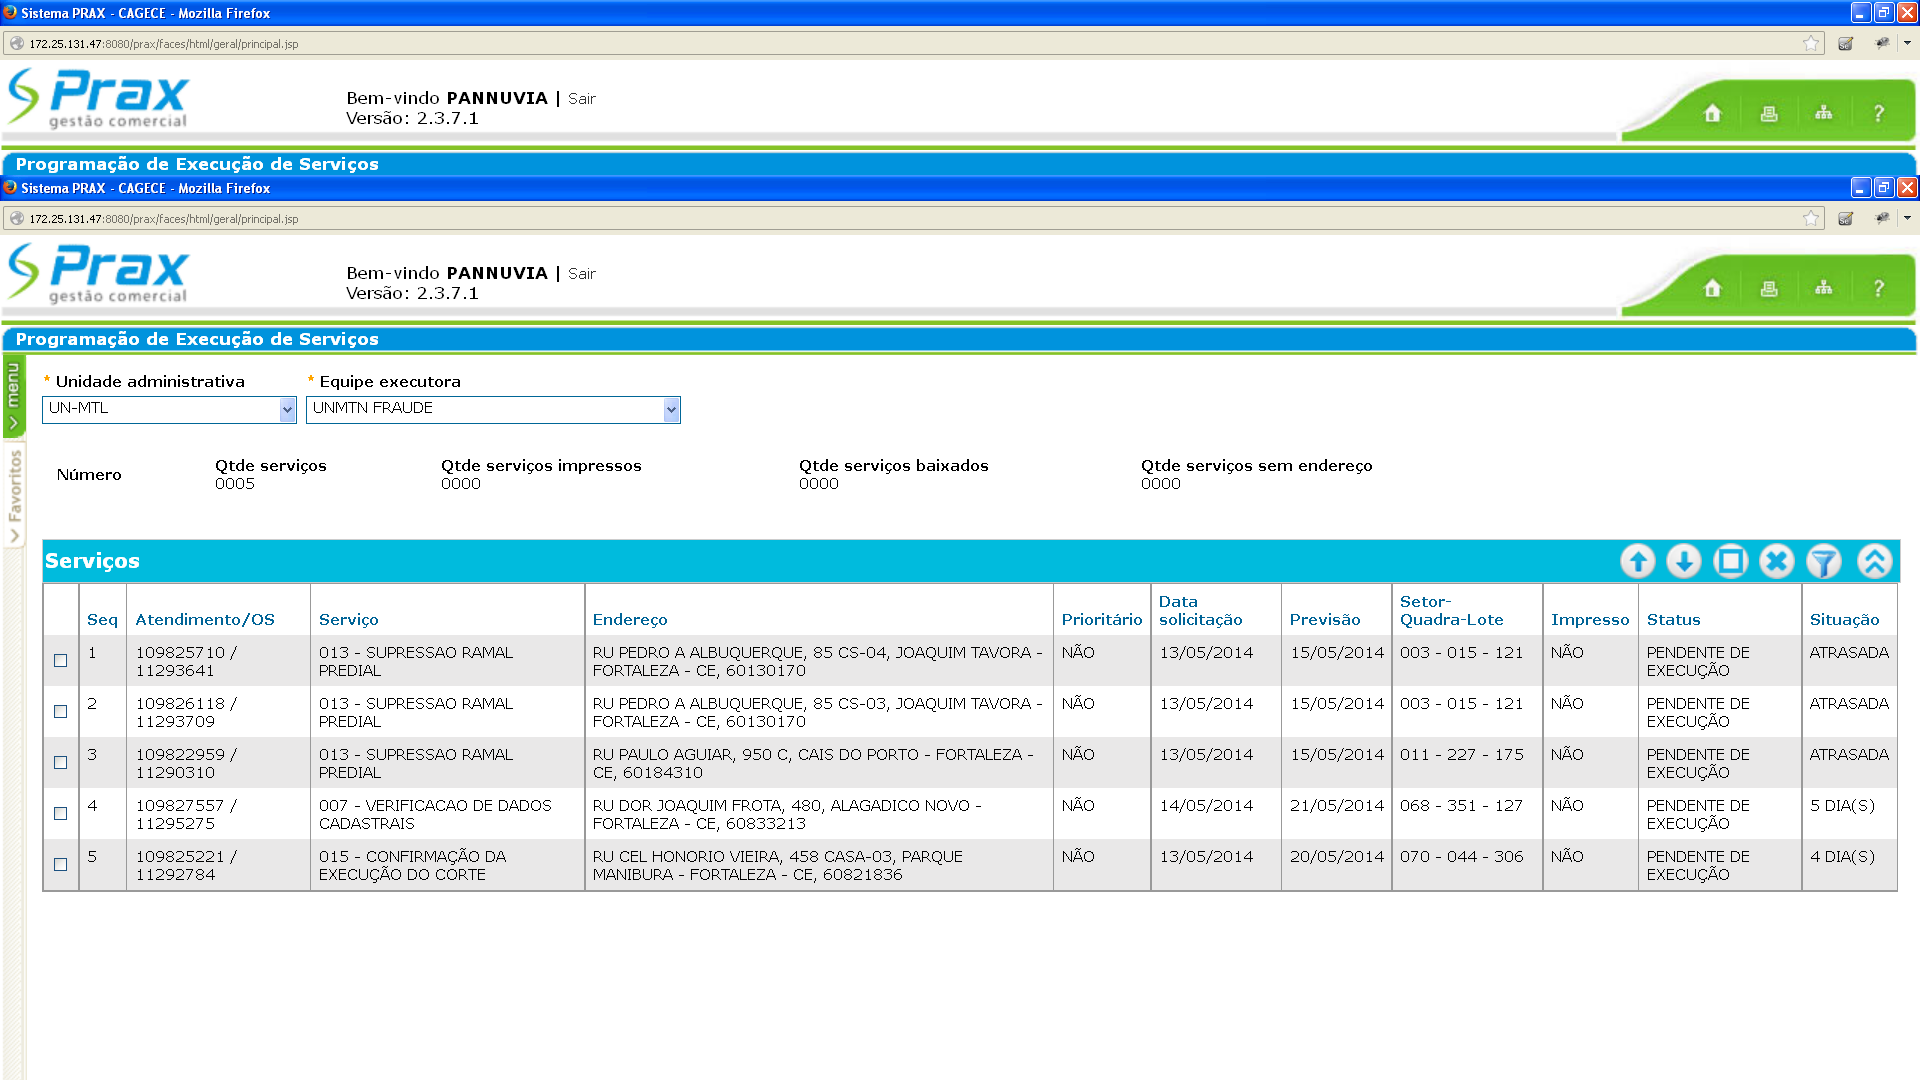 Sistema PRAX - CAGECE - Mozilla Firefox
172.25.131.47:8080/prax/faces/html/geral/principal.jsp
Prax
gestão comercial
Bem-vindo PANNUVIA | Sair
Versão: 2.3.7.1
?
Programação de Execução de Serviços
Sistema PRAX - CAGECE - Mozilla Firefox
172.25.131.47:8080/prax/faces/html/geral/principal.jsp
Prax
gestão comercial
Bem-vindo PANNUVIA | Sair
Versão: 2.3.7.1
?
Programação de Execução de Serviços
menu
Favoritos
* Unidade administrativa * Equipe executora
UN-MTL UNMTN FRAUDE
Número Qtde serviços Qtde serviços impressos Qtde serviços baixados Qtde serviços sem endereço
0005 0000 0000 0000
Serviços
Seq Atendimento/OS Serviço Endereço Prioritário Data solicitação Previsão Setor-Quadra-Lote Impresso Status Situação
1 109825710 / 013 - SUPRESSAO RAMAL RU PEDRO A ALBUQUERQUE, 85 CS-04, JOAQUIM TAVORA - NÃO 13/05/2014 15/05/2014 003 - 015 - 121 NÃO PENDENTE DE ATRASADA
11293641 PREDIAL FORTALEZA - CE, 60130170 EXECUÇÃO
2 109826118 / 013 - SUPRESSAO RAMAL RU PEDRO A ALBUQUERQUE, 85 CS-03, JOAQUIM TAVORA - NÃO 13/05/2014 15/05/2014 003 - 015 - 121 NÃO PENDENTE DE ATRASADA
11293709 PREDIAL FORTALEZA - CE, 60130170 EXECUÇÃO
3 109822959 / 013 - SUPRESSAO RAMAL RU PAULO AGUIAR, 950 C, CAIS DO PORTO - FORTALEZA - NÃO 13/05/2014 15/05/2014 011 - 227 - 175 NÃO PENDENTE DE ATRASADA
11290310 PREDIAL CE, 60184310 EXECUÇÃO
4 109827557 / 007 - VERIFICACAO DE DADOS RU DOR JOAQUIM FROTA, 480, ALAGADICO NOVO - NÃO 14/05/2014 21/05/2014 068 - 351 - 127 NÃO PENDENTE DE 5 DIA(S)
11295275 CADASTRAIS FORTALEZA - CE, 60833213 EXECUÇÃO
5 109825221 / 015 - CONFIRMAÇÃO DA RU CEL HONORIO VIEIRA, 458 CASA-03, PARQUE NÃO 13/05/2014 20/05/2014 070 - 044 - 306 NÃO PENDENTE DE 4 DIA(S)
11292784 EXECUÇÃO DO CORTE MANIBURA - FORTALEZA - CE, 60821836 EXECUÇÃO